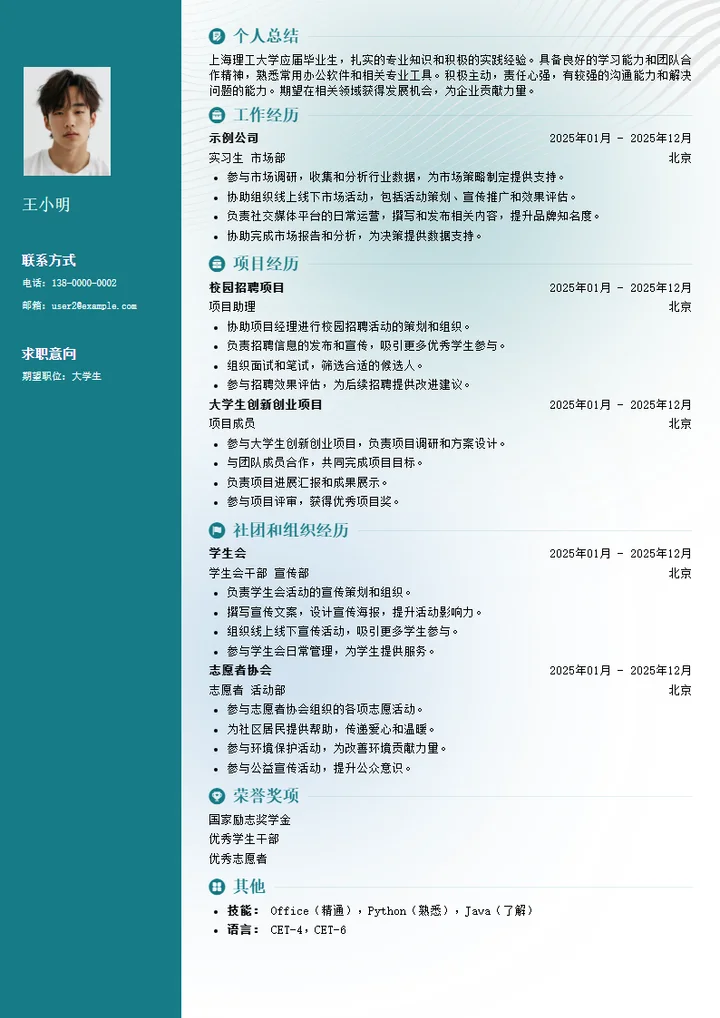 王小明
联系方式
电话：138-0000-0002
邮箱：user2@example.com
求职意向
期望职位：大学生
个人总结
上海理工大学应届毕业生，扎实的专业知识和积极的实践经验。具备良好的学习能力和团队合
作精神，熟悉常用办公软件和相关专业工具。积极主动，责任心强，有较强的沟通能力和解决
问题的能力。期望在相关领域获得发展机会，为企业贡献力量。
工作经历
示例公司 2025年01月 - 2025年12月
实习生 市场部 北京
• 参与市场调研，收集和分析行业数据，为市场策略制定提供支持。
• 协助组织线上线下市场活动，包括活动策划、宣传推广和效果评估。
• 负责社交媒体平台的日常运营，撰写和发布相关内容，提升品牌知名度。
• 协助完成市场报告和分析，为决策提供数据支持。
项目经历
校园招聘项目 2025年01月 - 2025年12月
项目助理 北京
• 协助项目经理进行校园招聘活动的策划和组织。
• 负责招聘信息的发布和宣传，吸引更多优秀学生参与。
• 组织面试和笔试，筛选合适的候选人。
• 参与招聘效果评估，为后续招聘提供改进建议。
大学生创新创业项目 2025年01月 - 2025年12月
项目成员 北京
• 参与大学生创新创业项目，负责项目调研和方案设计。
• 与团队成员合作，共同完成项目目标。
• 负责项目进展汇报和成果展示。
• 参与项目评审，获得优秀项目奖。
社团和组织经历
学生会 2025年01月 - 2025年12月
学生会干部 宣传部 北京
• 负责学生会活动的宣传策划和组织。
• 撰写宣传文案，设计宣传海报，提升活动影响力。
• 组织线上线下宣传活动，吸引更多学生参与。
• 参与学生会日常管理，为学生提供服务。
志愿者协会 2025年01月 - 2025年12月
志愿者 活动部 北京
• 参与志愿者协会组织的各项志愿活动。
• 为社区居民提供帮助，传递爱心和温暖。
• 参与环境保护活动，为改善环境贡献力量。
• 参与公益宣传活动，提升公众意识。
荣誉奖项
国家励志奖学金
优秀学生干部
优秀志愿者
其他
• 技能： Office（精通），Python（熟悉），Java（了解）
• 语言： CET-4，CET-6